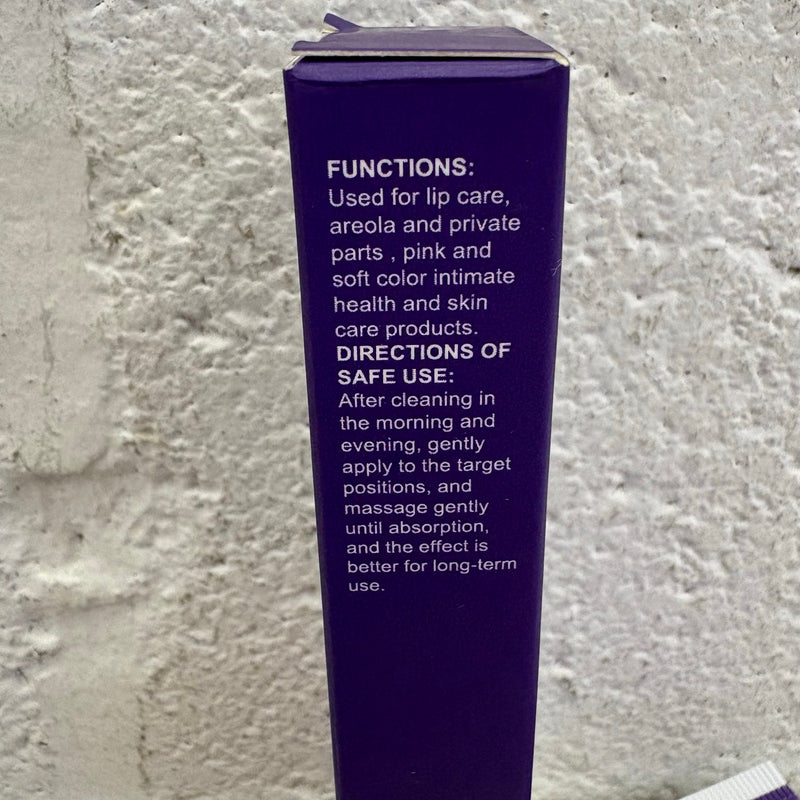 FUNCTIONS:
Used for lip care,
areola and private
parts , pink and
soft color intimate
health and skin
care products.
DIRECTIONS OF
SAFE USE:
After cleaning in
the morning and
evening, gently
apply to the target
positions, and
massage gently
until absorption,
and the effect is
better for long-term
use.